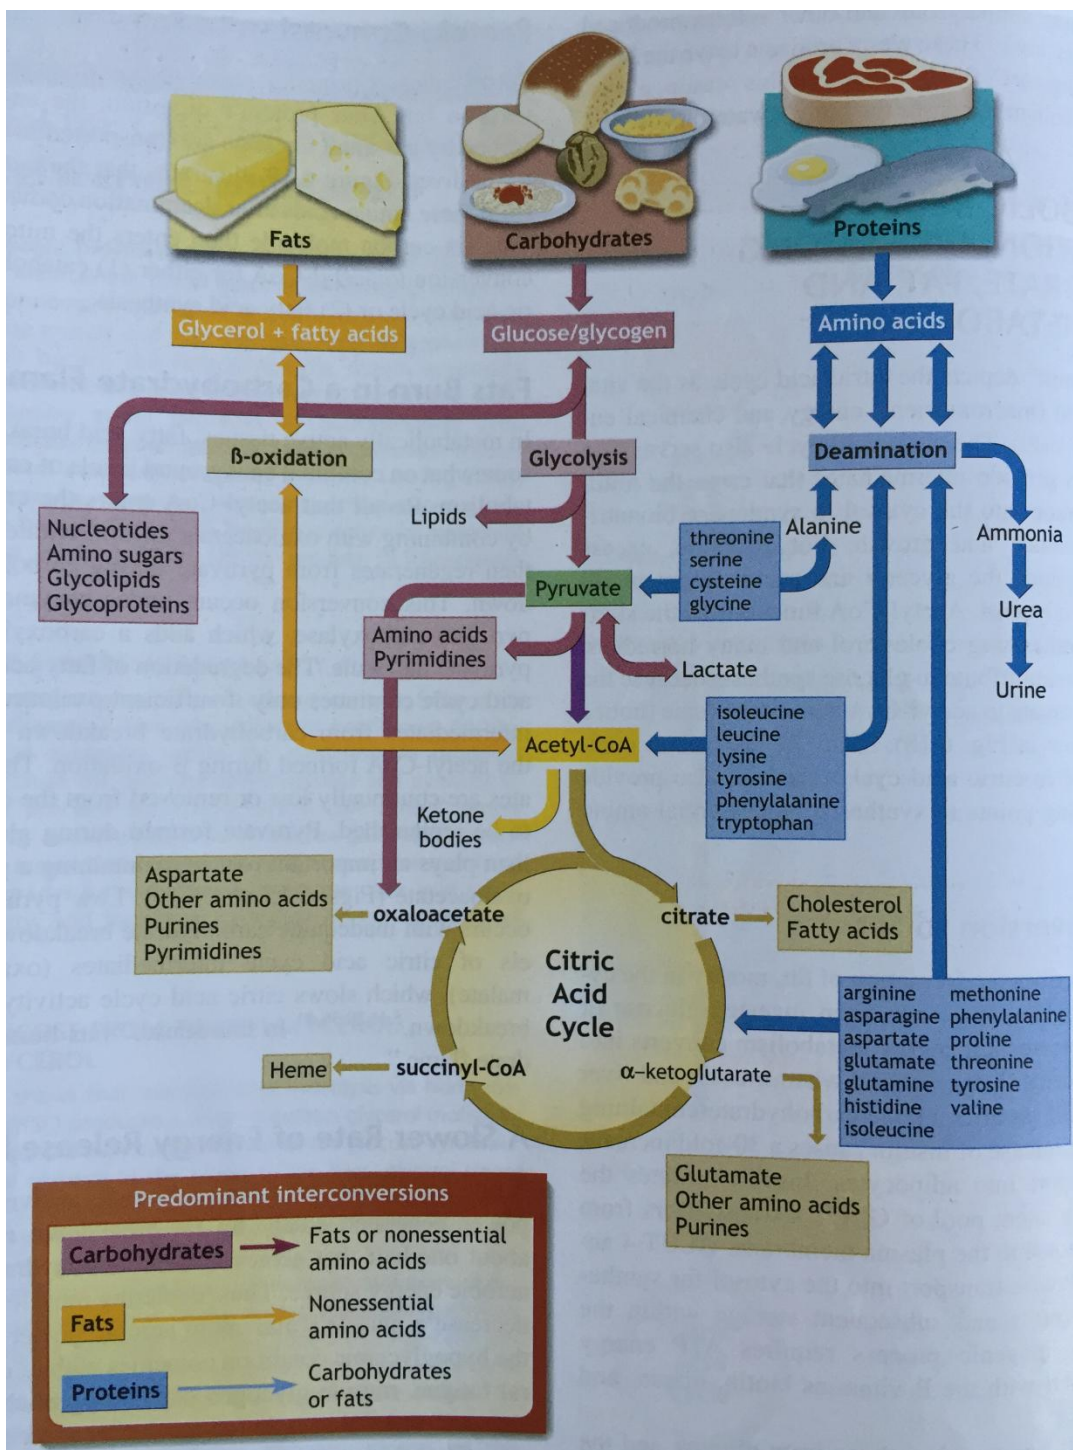 Fats
Carbohydrates
Proteins
Glycerol + fatty acids
Glucose/glycogen
Amino acids
ß-oxidation
Glycolysis
Deamination
Nucleotides
Amino sugars
Glycolipids
Glycoproteins
Lipids
threonine
serine
cysteine
glycine
Alanine
Ammonia
Pyruvate
Urea
Amino acids
Pyrimidines
Lactate
Urine
isoleucine
leucine
lysine
tyrosine
phenylalanine
tryptophan
Acetyl-CoA
Ketone
bodies
Aspartate
Other amino acids
Purines
Pyrimidines
oxaloacetate
citrate
Cholesterol
Fatty acids
Citric
Acid
Cycle
arginine
asparagine
aspartate
glutamate
glutamine
histidine
isoleucine
methonine
phenylalanine
proline
threonine
tyrosine
valine
Heme
succinyl-CoA
α-ketoglutarate
Glutamate
Other amino acids
Purines
Predominant interconversions
Carbohydrates
Fats or nonessential
amino acids
Fats
Nonessential
amino acids
Proteins
Carbohydrates
or fats